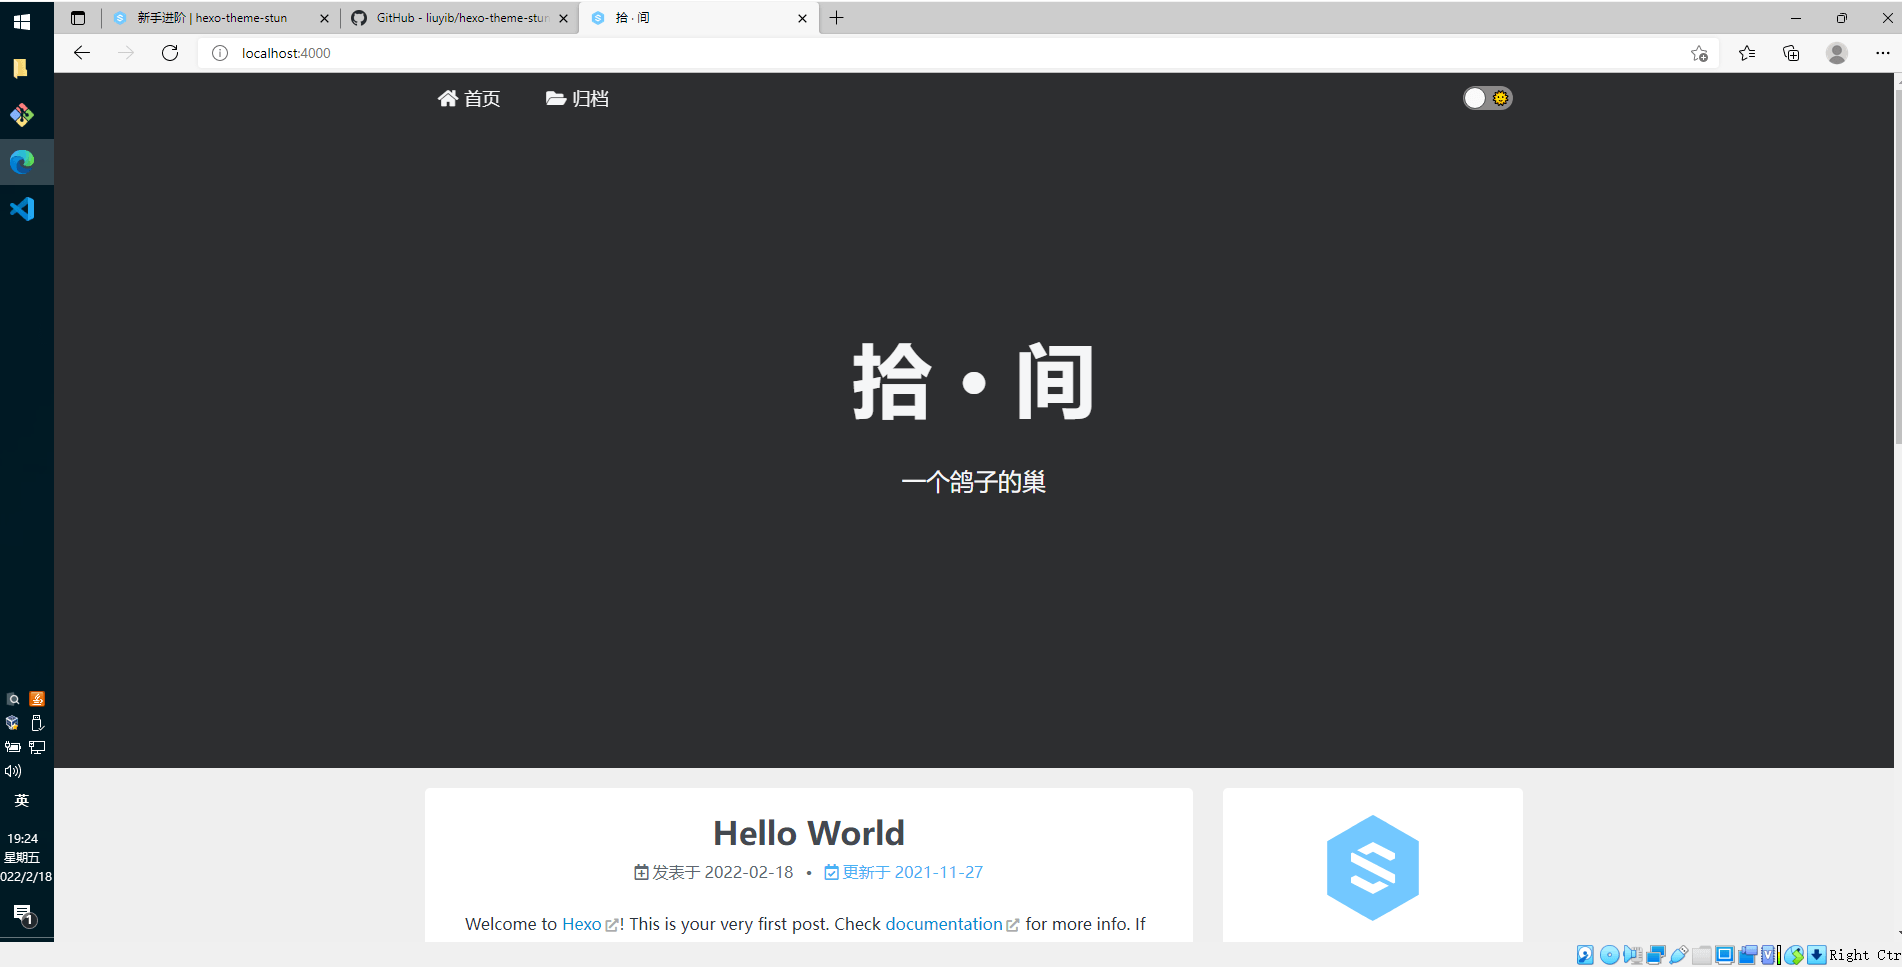 新手进阶 | hexo-theme-stun
GitHub - liuyib/hexo-theme-stun
拾 · 间
localhost:4000
首页
归档
拾 · 间
一个鸽子的巢
Hello World
发表于 2022-02-18 • 更新于 2021-11-27
Welcome to Hexo! This is your very first post. Check documentation for more info. If
英
19:24
星期五
022/2/18
1
Right Ctr